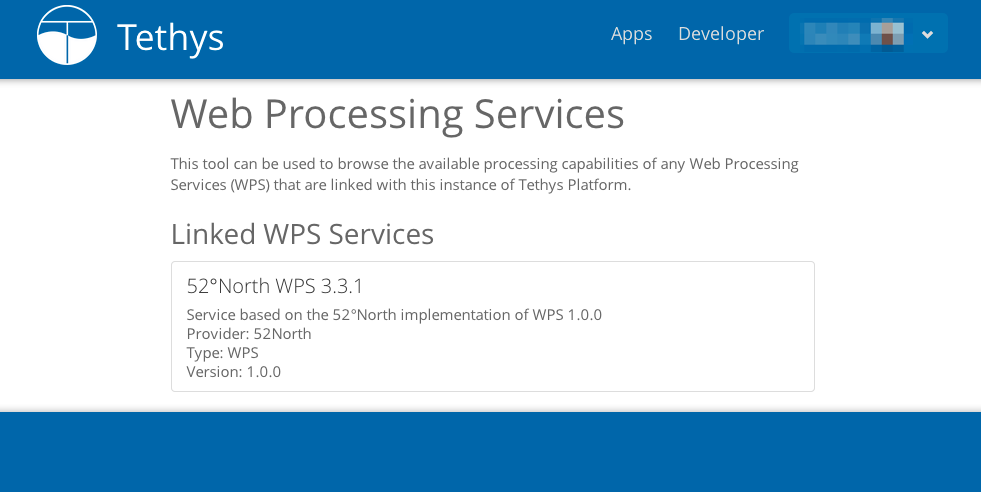 Tethys
Apps
Developer
Web Processing Services
This tool can be used to browse the available processing capabilities of any Web Processing
Services (WPS) that are linked with this instance of Tethys Platform.
Linked WPS Services
52°North WPS 3.3.1
Service based on the 52°North implementation of WPS 1.0.0
Provider: 52North
Type: WPS
Version: 1.0.0